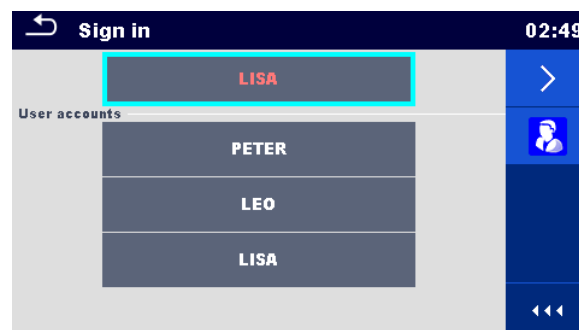 Sign in
02:49
LISA
User accounts
PETER
LEO
LISA